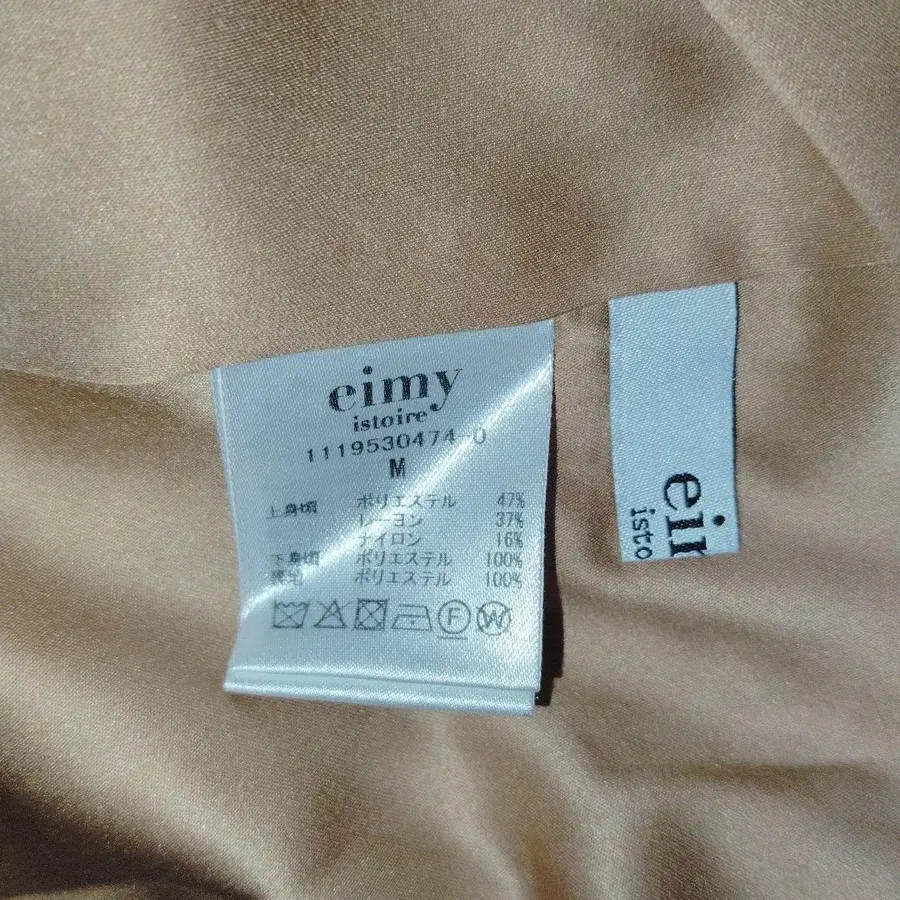 eimy
istoire
1119530474-0
M
上身頃 ポリエステル 47%
レーヨン 37%
ナイロン 16%
下身頃 ポリエステル 100%
裏地 ポリエステル 100%
F W
ei
isto